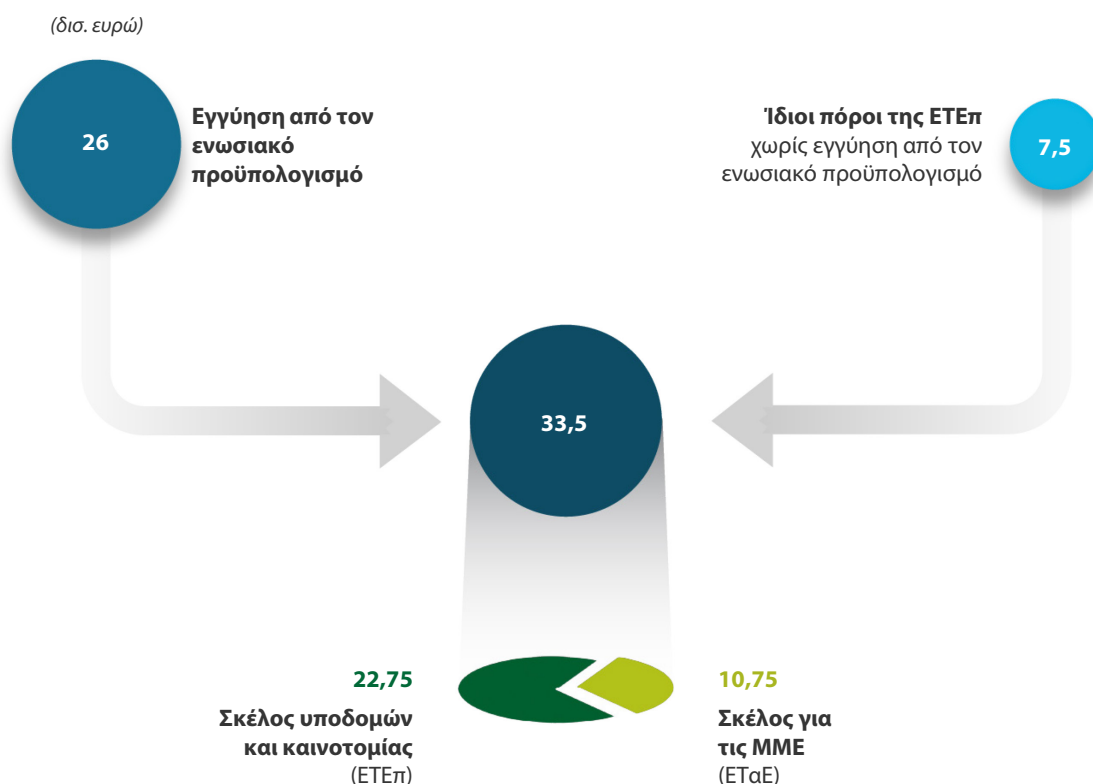 (δισ. ευρώ)
26
Εγγύηση από τον
ενωσιακό
προϋπολογισμό
Ίδιοι πόροι της ΕΤΕπ
χωρίς εγγύηση από τον
ενωσιακό προϋπολογισμό
7,5
33,5
22,75
Σκέλος υποδομών
και καινοτομίας
(ΕΤΕπ)
10,75
Σκέλος για
τις ΜΜΕ
(ΕΤαΕ)